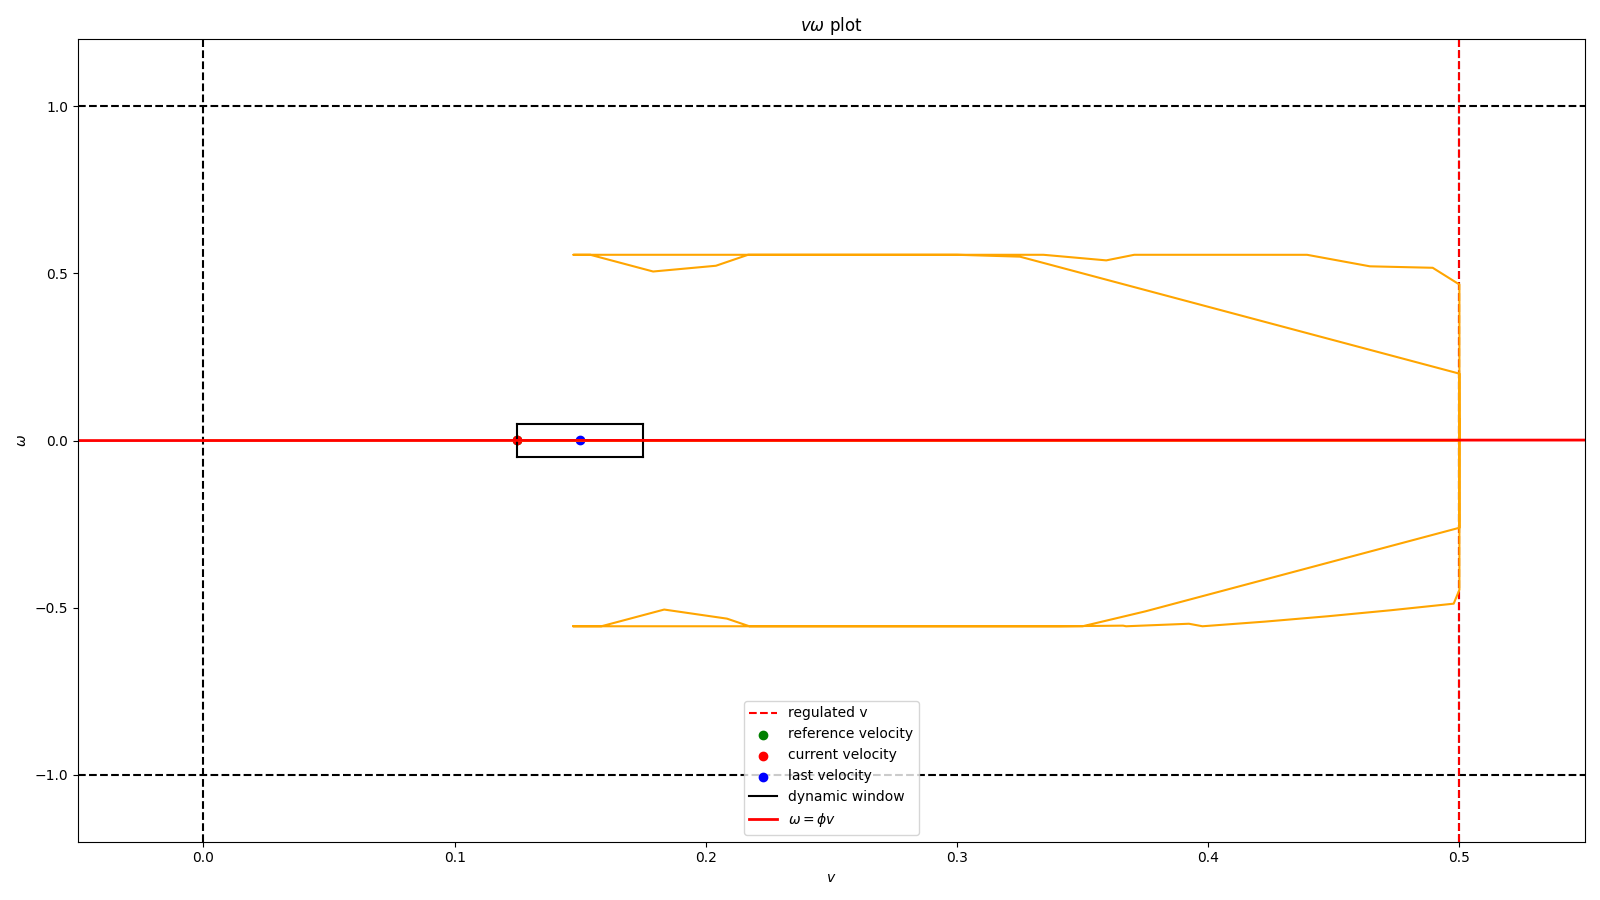 vω plot
1.0
0.5
0.0
−0.5
−1.0
ω
regulated v
reference velocity
current velocity
last velocity
dynamic window
ω = ϕv
0.0 0.1 0.2 0.3 0.4 0.5
v